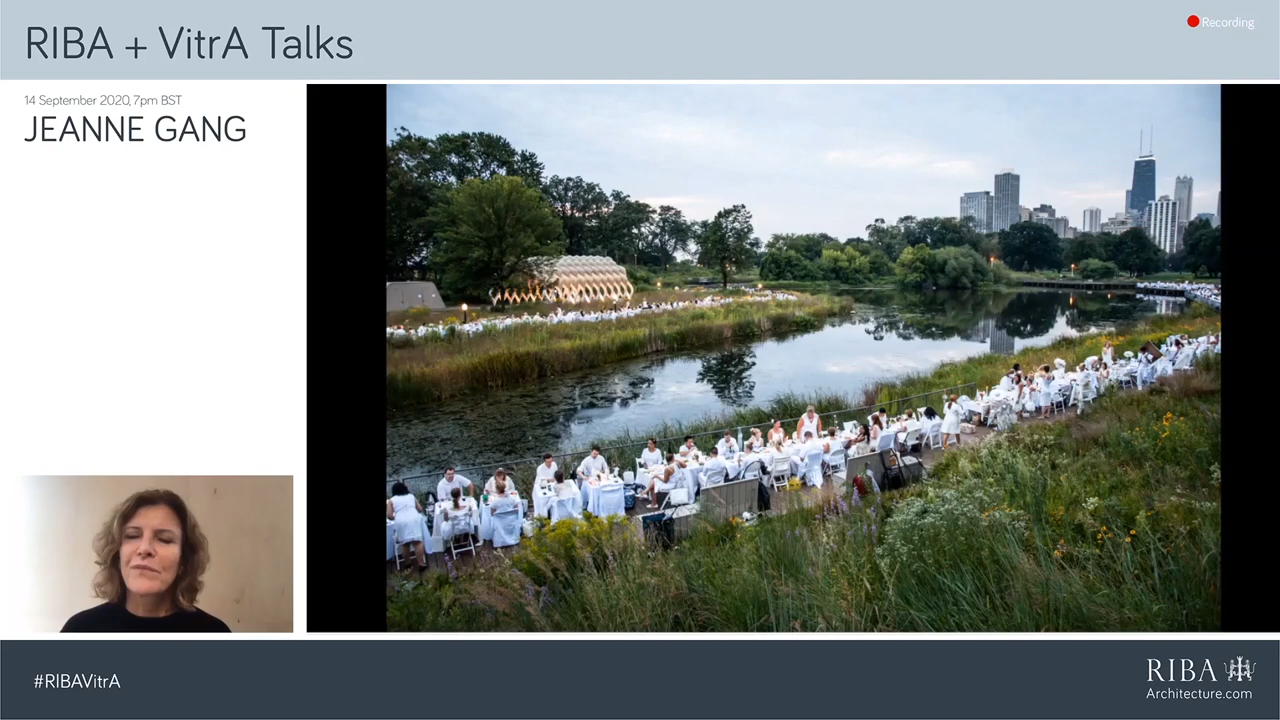 RIBA + VitrA Talks
Recording
14 September 2020, 7pm BST
JEANNE GANG
#RIBAVitrA
RIBA
Architecture.com